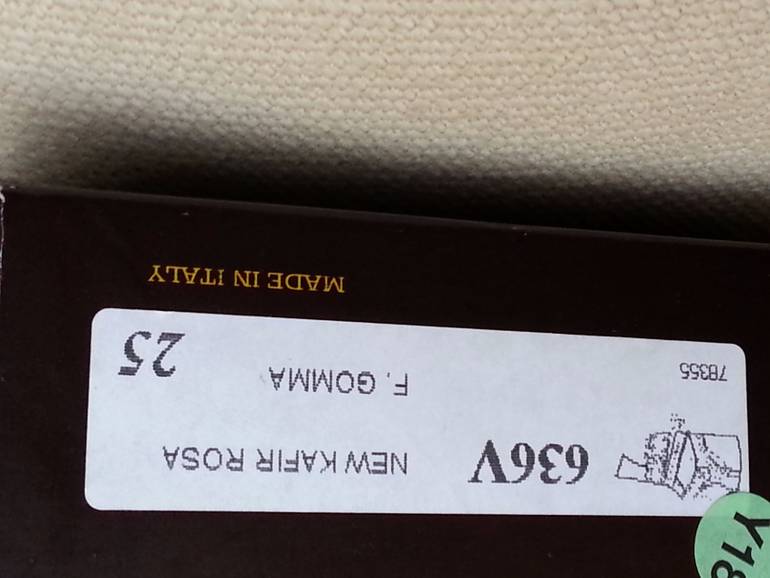 636V NEW KAFIR ROSA
78355 F. GOMMA 25
MADE IN ITALY